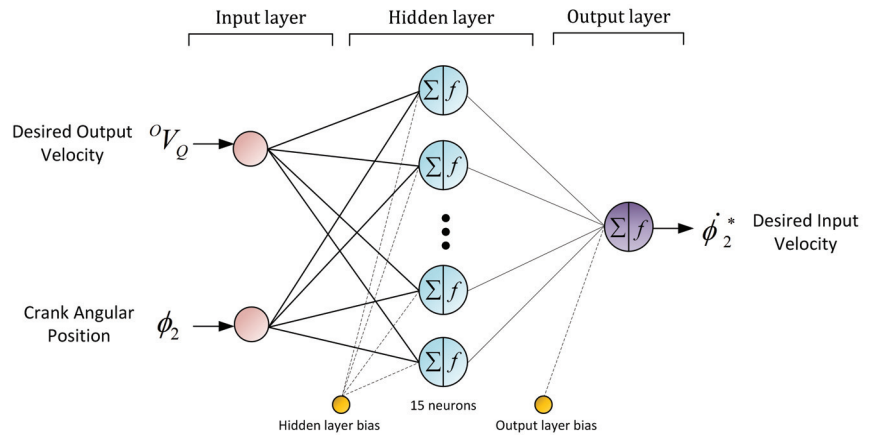 Input layer
Hidden layer
Output layer
Desired Output
Velocity
ᴼV_Q
Crank Angular
Position
ϕ₂
Σ f
Σ f
Σ f
Σ f
Σ f
ϕ̇₂*
Desired Input
Velocity
Hidden layer bias
15 neurons
Output layer bias